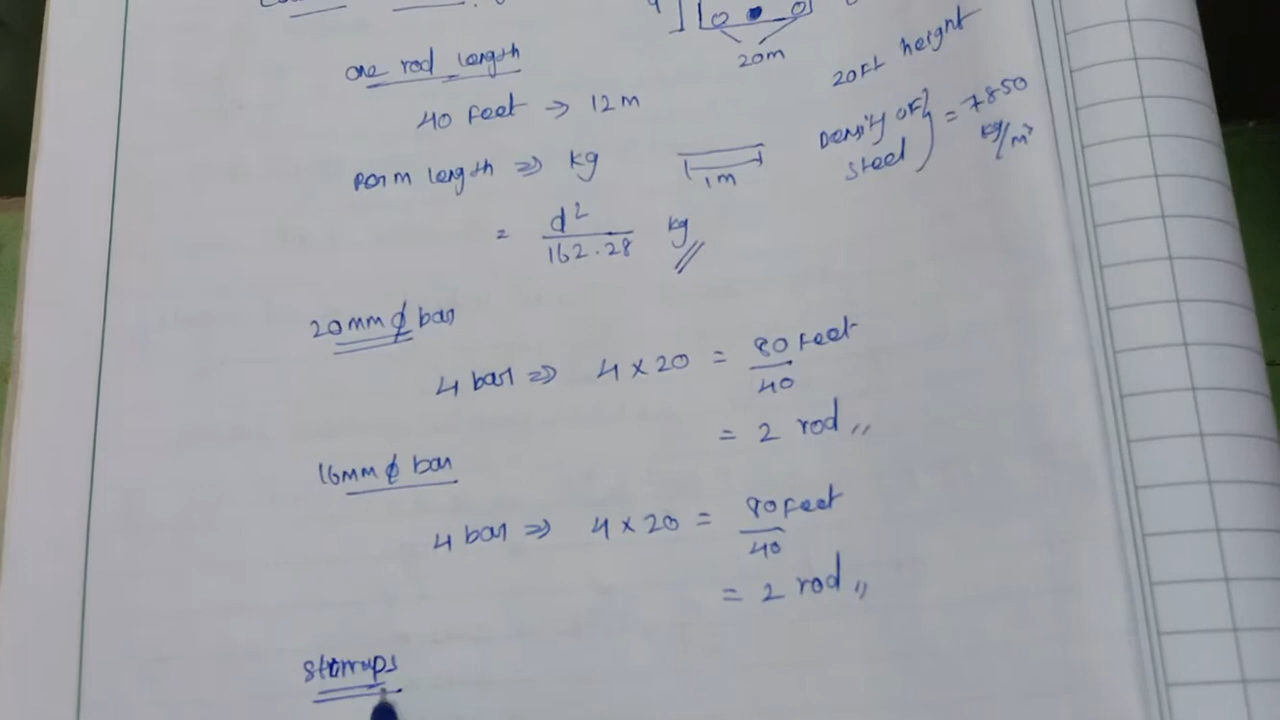 20m
one rod length
20Ft height
40 Feet → 12m
Density of steel } = 7850 kg/m³
per m length ⇒ kg
1m
= d² / 162.28 kg
20mm ϕ bar
4 bar ⇒ 4 × 20 = 80 Feet / 40
= 2 rod,,
16mm ϕ bar
4 bar ⇒ 4 × 20 = 80 Feet / 40
= 2 rod,,
Stirrups